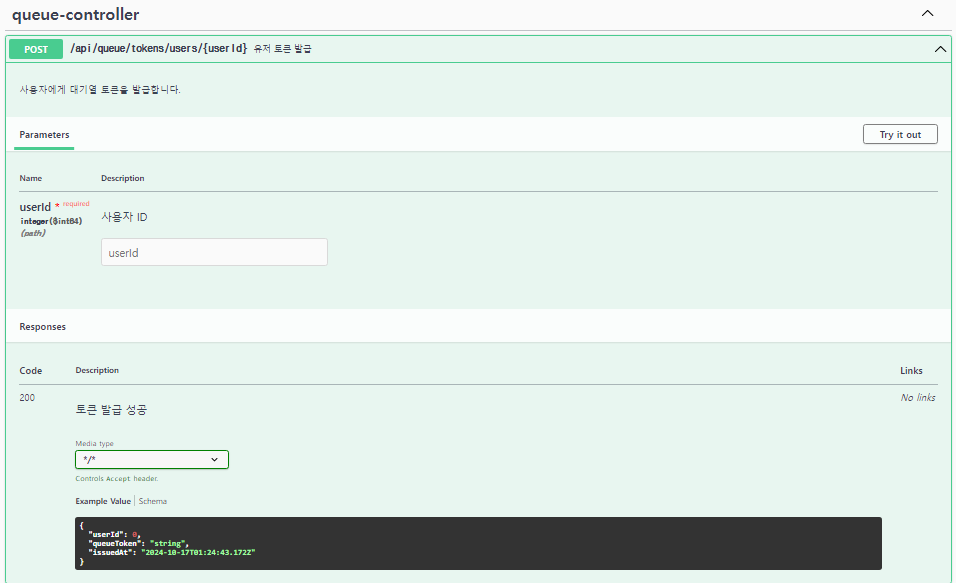 queue-controller
POST /api/queue/tokens/users/{userId} 유저 토큰 발급
사용자에게 대기열 토큰을 발급합니다.
Parameters
Try it out
Name Description
userId * required
integer($int64)
(path)
사용자 ID
userId
Responses
Code Description Links
200
토큰 발급 성공
No links
Media type
*/*
Controls Accept header.
Example Value Schema
{
"userId": 0,
"queueToken": "string",
"issuedAt": "2024-10-17T01:24:43.172Z"
}